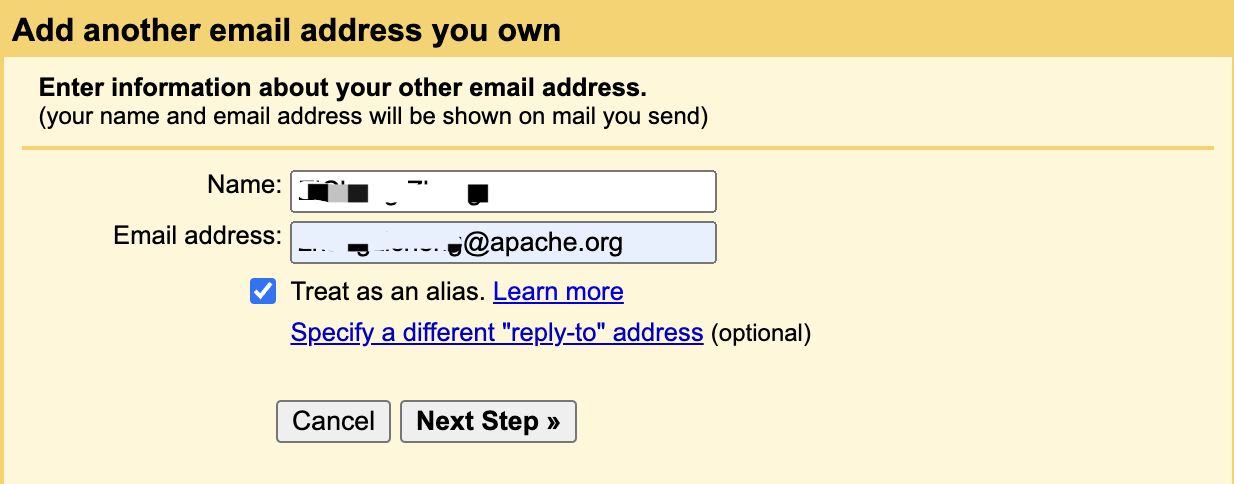 Add another email address you own
Enter information about your other email address.
(your name and email address will be shown on mail you send)
Name:
Email address: @apache.org
Treat as an alias. Learn more
Specify a different "reply-to" address (optional)
Cancel Next Step »